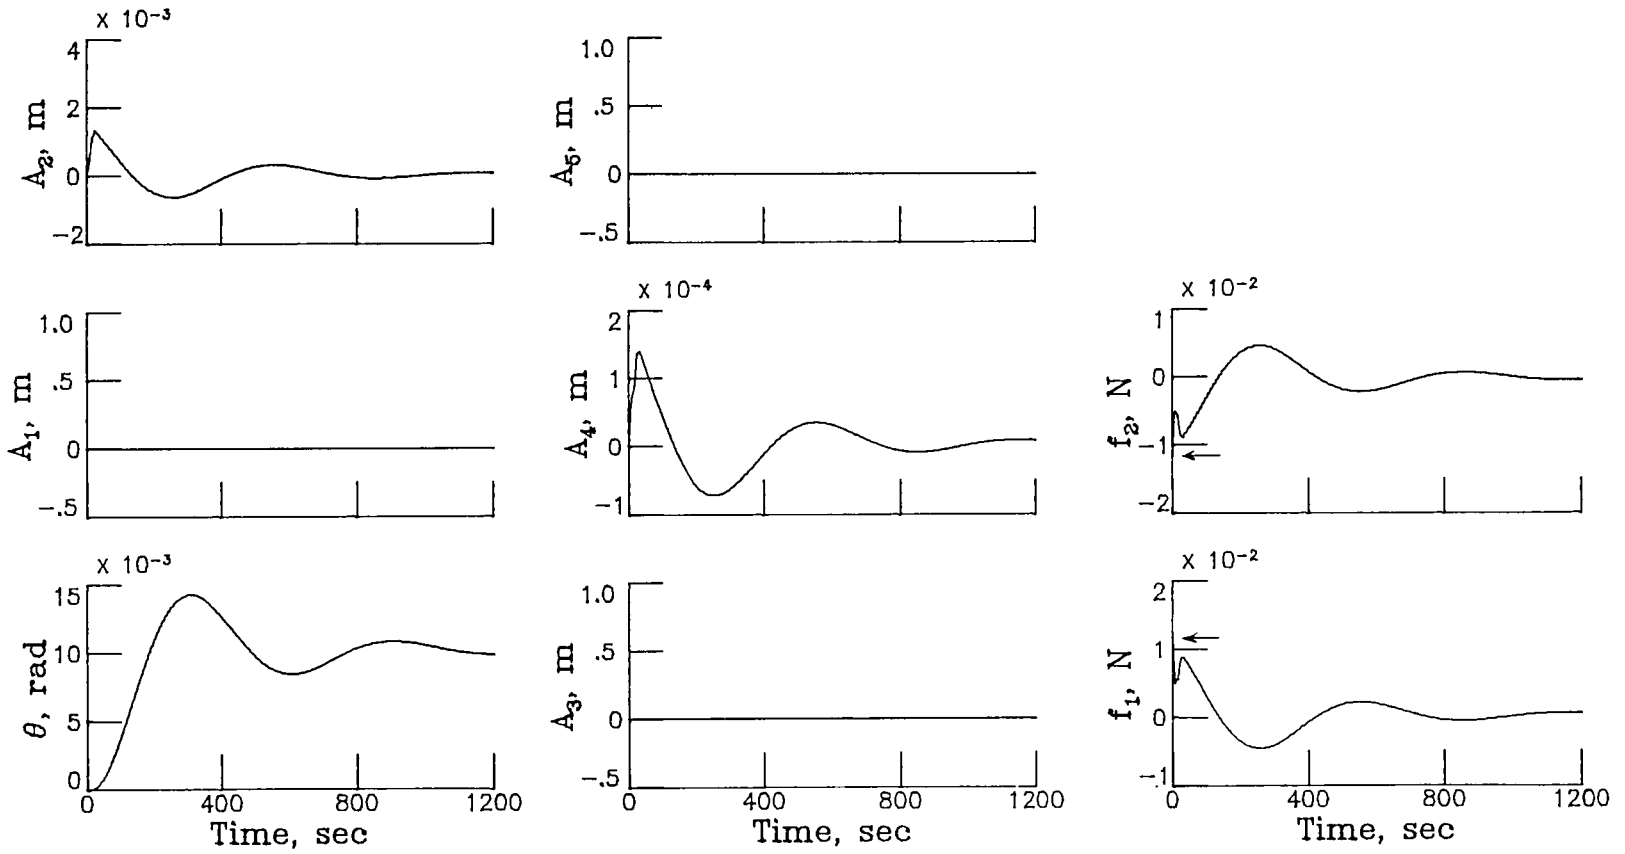 X 10⁻³
4
2
0
−2
A₂, m
1.0
.5
0
−.5
A₅, m
1.0
.5
0
−.5
A₁, m
X 10⁻⁴
2
1
0
−1
A₄, m
X 10⁻²
1
0
−1
−2
f₂, N
X 10⁻³
15
10
5
0
θ, rad
0 400 800 1200
Time, sec
1.0
.5
0
−.5
A₃, m
0 400 800 1200
Time, sec
X 10⁻²
2
1
0
−.1
f₁, N
0 400 800 1200
Time, sec